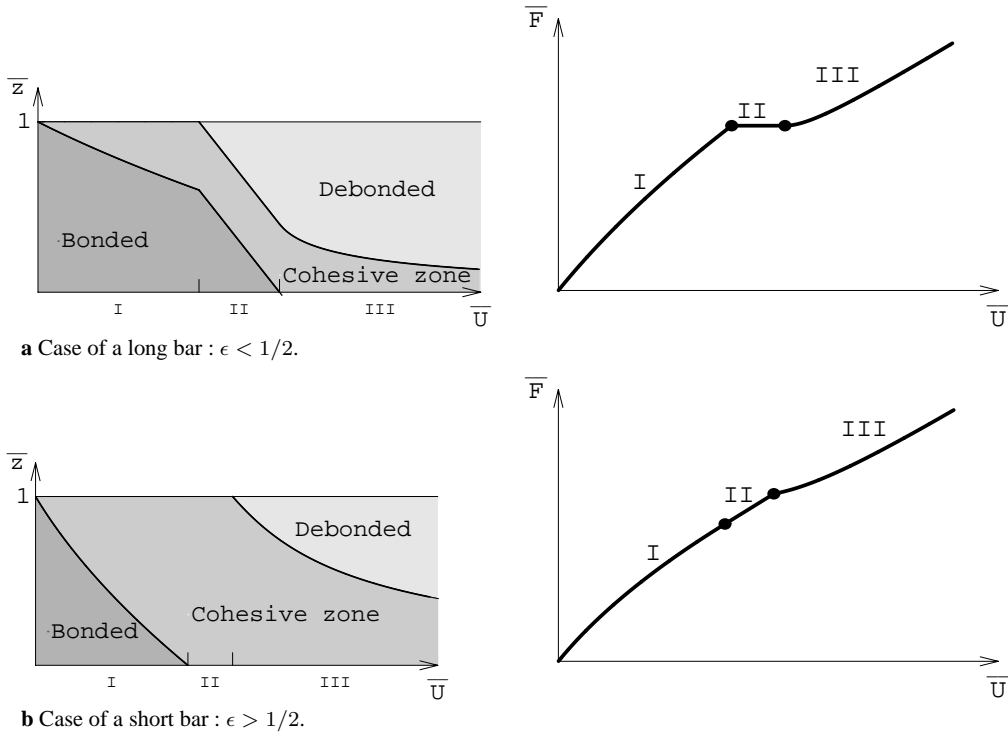 z
1
Debonded
Bonded
Cohesive zone
I
II
III
U
a Case of a long bar : ϵ < 1/2.
F
I
II
III
U
z
1
Debonded
Cohesive zone
Bonded
I
II
III
U
b Case of a short bar : ϵ > 1/2.
F
I
II
III
U